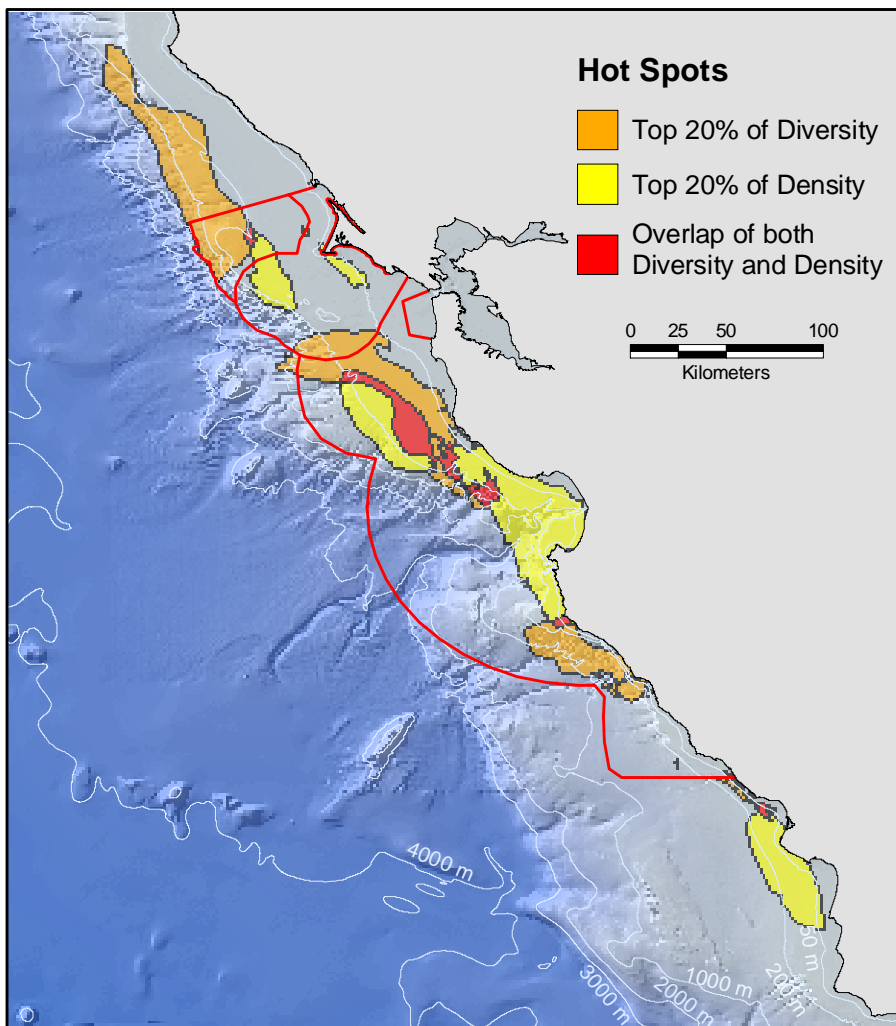 Hot Spots
Top 20% of Diversity
Top 20% of Density
Overlap of both
Diversity and Density
0 25 50 100
Kilometers
4000 m
3000 m
2000 m
1000 m
200 m
50 m